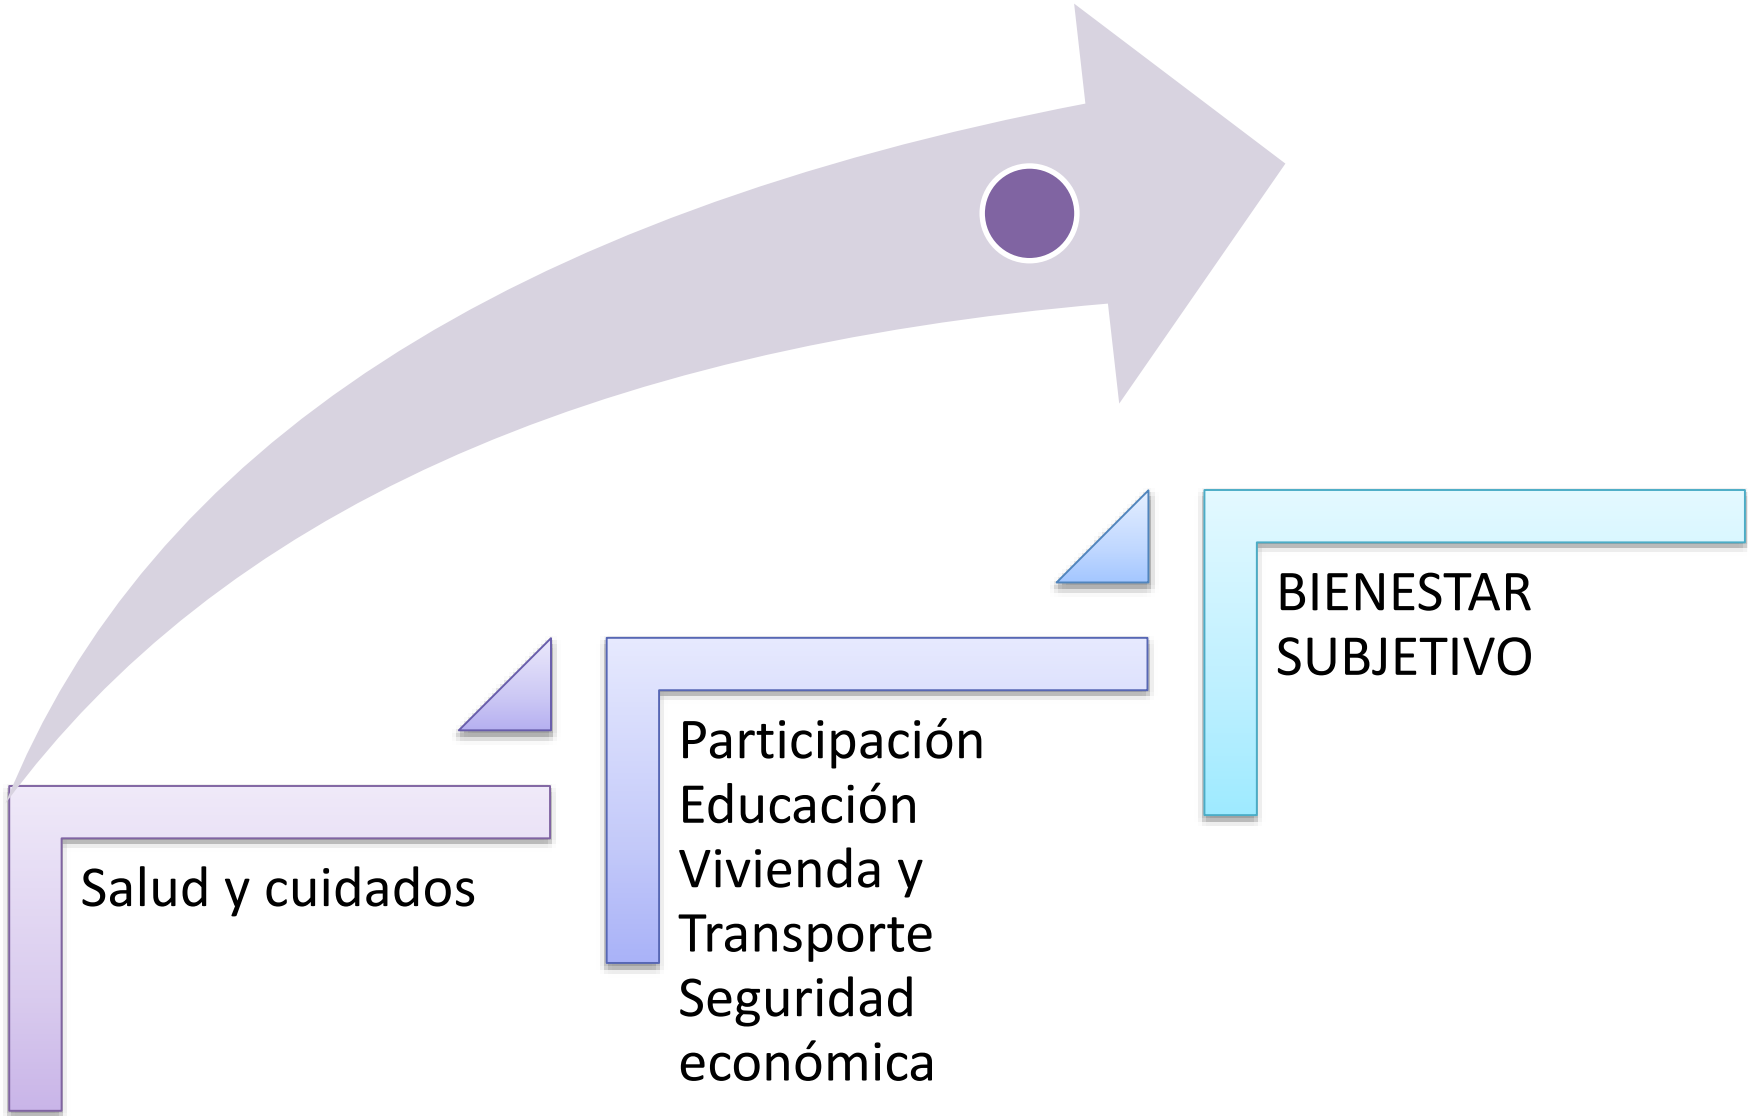 Salud y cuidados
Participación
Educación
Vivienda y
Transporte
Seguridad
económica
BIENESTAR
SUBJETIVO